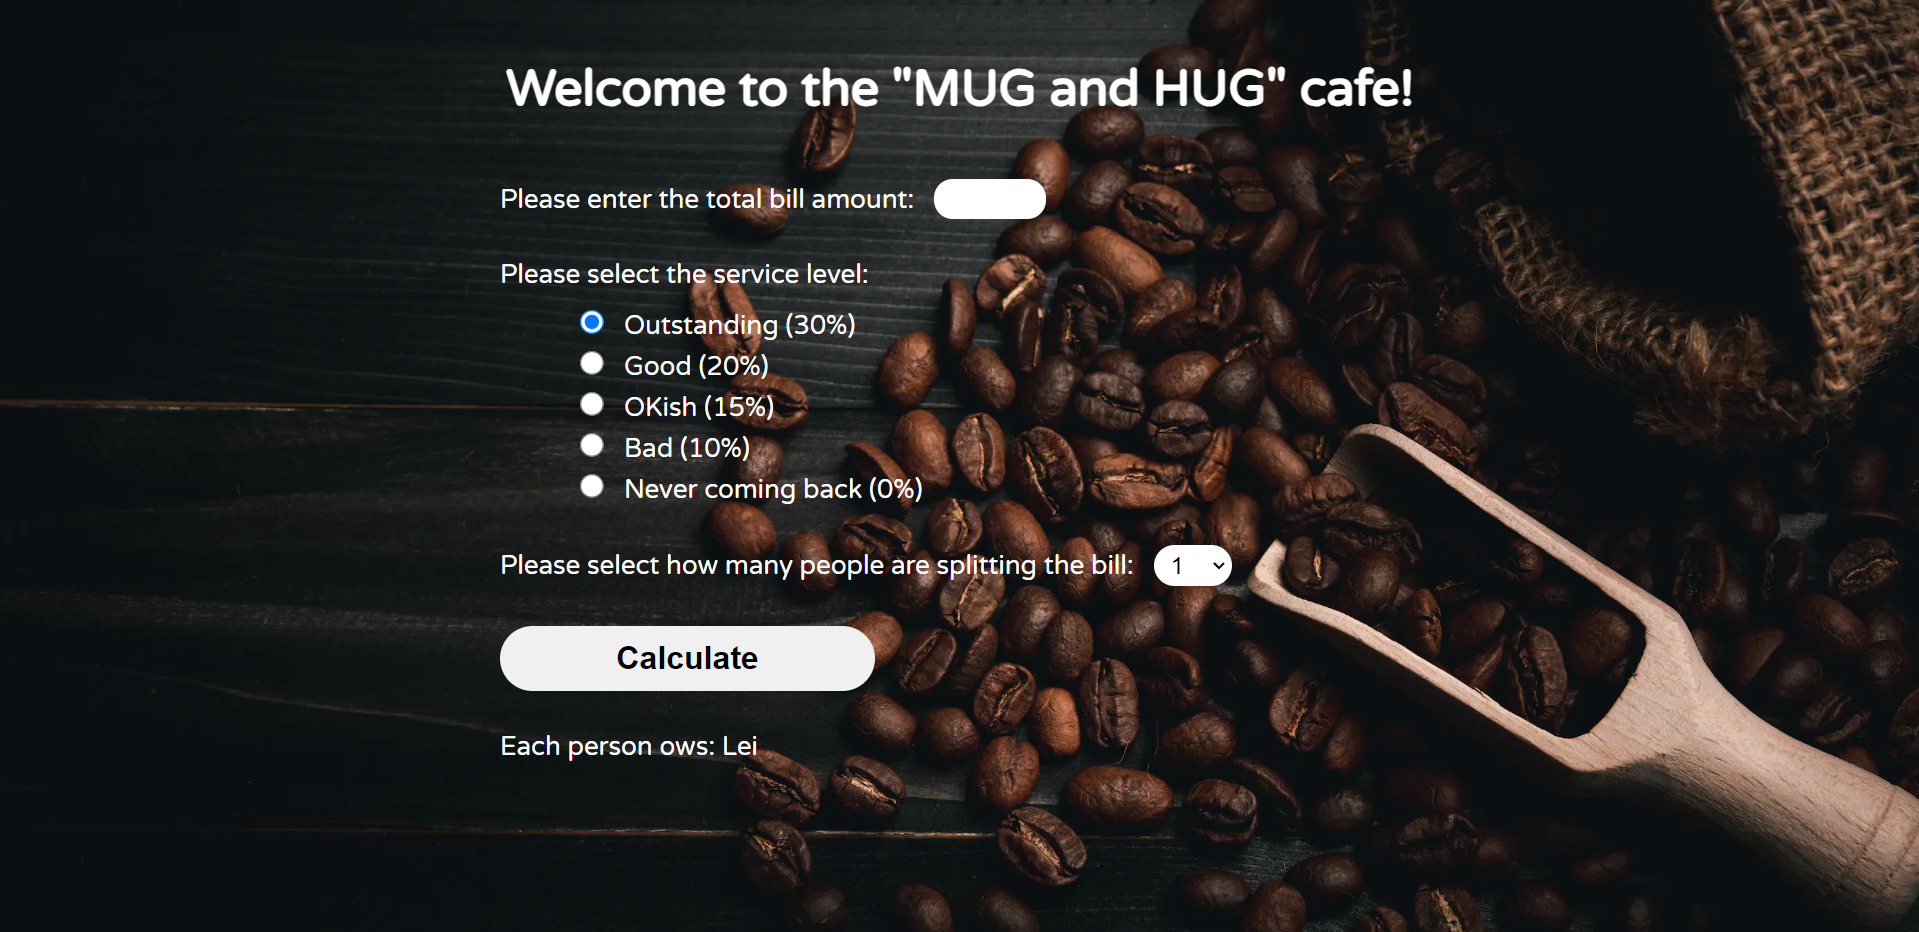 Welcome to the "MUG and HUG" cafe!
Please enter the total bill amount:
Please select the service level:
Outstanding (30%)
Good (20%)
OKish (15%)
Bad (10%)
Never coming back (0%)
Please select how many people are splitting the bill: 1
Calculate
Each person ows: Lei